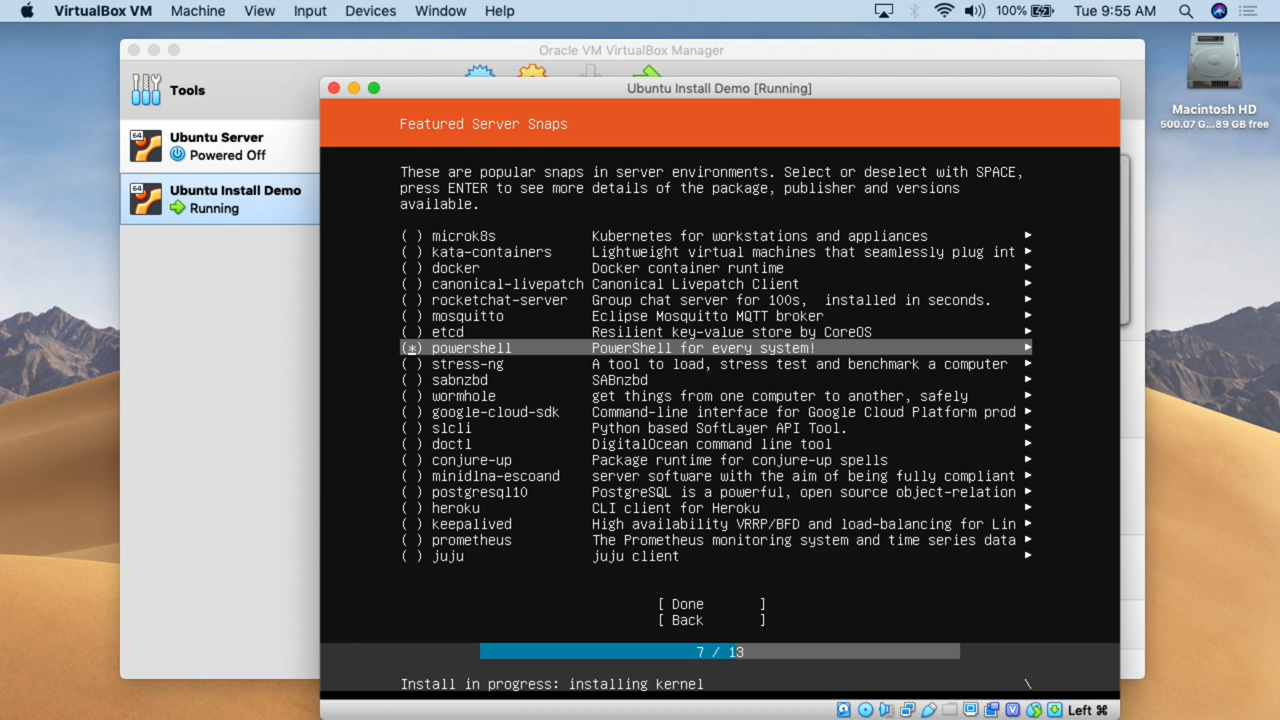 VirtualBox VM Machine View Input Devices Window Help 100% Tue 9:55 AM
Oracle VM VirtualBox Manager
Tools
64 Ubuntu Server
Powered Off
64 Ubuntu Install Demo
Running
Macintosh HD
500.07 G...89 GB free
Ubuntu Install Demo [Running]
Featured Server Snaps
These are popular snaps in server environments. Select or deselect with SPACE,
press ENTER to see more details of the package, publisher and versions
available.
( ) microk8s Kubernetes for workstations and appliances
( ) kata-containers Lightweight virtual machines that seamlessly plug int
( ) docker Docker container runtime
( ) canonical-livepatch Canonical Livepatch Client
( ) rocketchat-server Group chat server for 100s, installed in seconds.
( ) mosquitto Eclipse Mosquitto MQTT broker
( ) etcd Resilient key-value store by CoreOS
(*) powershell PowerShell for every system!
( ) stress-ng A tool to load, stress test and benchmark a computer
( ) sabnzbd SABnzbd
( ) wormhole get things from one computer to another, safely
( ) google-cloud-sdk Command-line interface for Google Cloud Platform prod
( ) slcli Python based SoftLayer API Tool.
( ) doctl DigitalOcean command line tool
( ) conjure-up Package runtime for conjure-up spells
( ) minidlna-escoand server software with the aim of being fully compliant
( ) postgresql10 PostgreSQL is a powerful, open source object-relation
( ) heroku CLI client for Heroku
( ) keepalived High availability VRRP/BFD and load-balancing for Lin
( ) prometheus The Prometheus monitoring system and time series data
( ) juju juju client
[ Done ]
[ Back ]
7 / 13
Install in progress: installing kernel \
Left ⌘